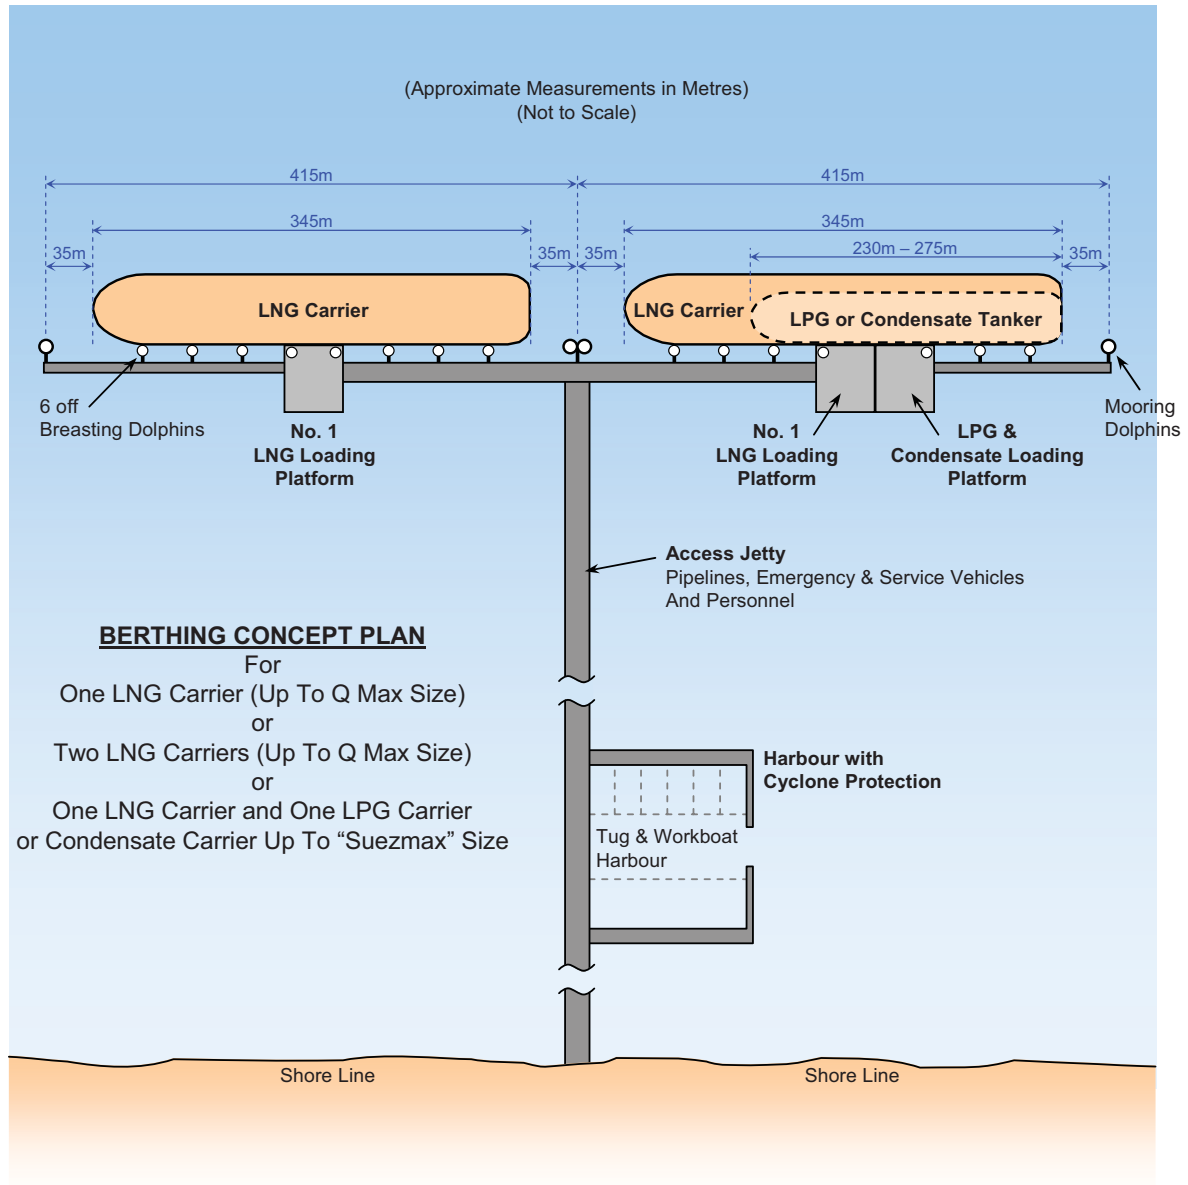 (Approximate Measurements in Metres)
(Not to Scale)
415m
415m
345m
345m
35m
35m
35m
230m – 275m
35m
LNG Carrier
LNG Carrier
LPG or Condensate Tanker
6 off
Breasting Dolphins
No. 1
LNG Loading
Platform
No. 1
LNG Loading
Platform
LPG &
Condensate Loading
Platform
Mooring
Dolphins
Access Jetty
Pipelines, Emergency & Service Vehicles
And Personnel
BERTHING CONCEPT PLAN
For
One LNG Carrier (Up To Q Max Size)
or
Two LNG Carriers (Up To Q Max Size)
or
One LNG Carrier and One LPG Carrier
or Condensate Carrier Up To “Suezmax” Size
Harbour with
Cyclone Protection
Tug & Workboat
Harbour
Shore Line
Shore Line